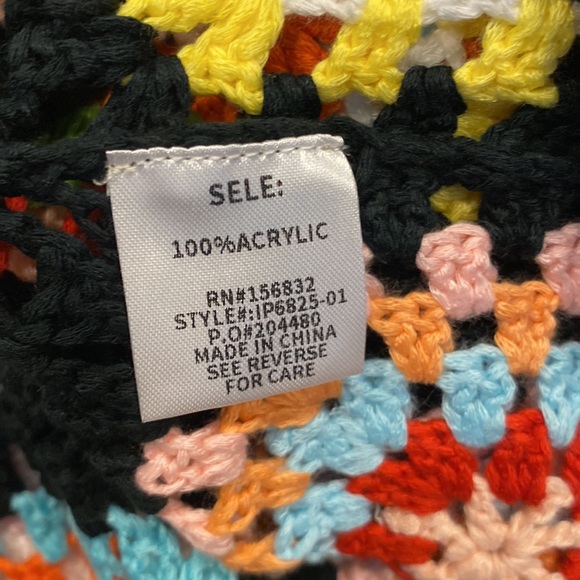 SELE:
100%ACRYLIC
RN#156832
STYLE#:IP6825-01
P.O#204480
MADE IN CHINA
SEE REVERSE
FOR CARE